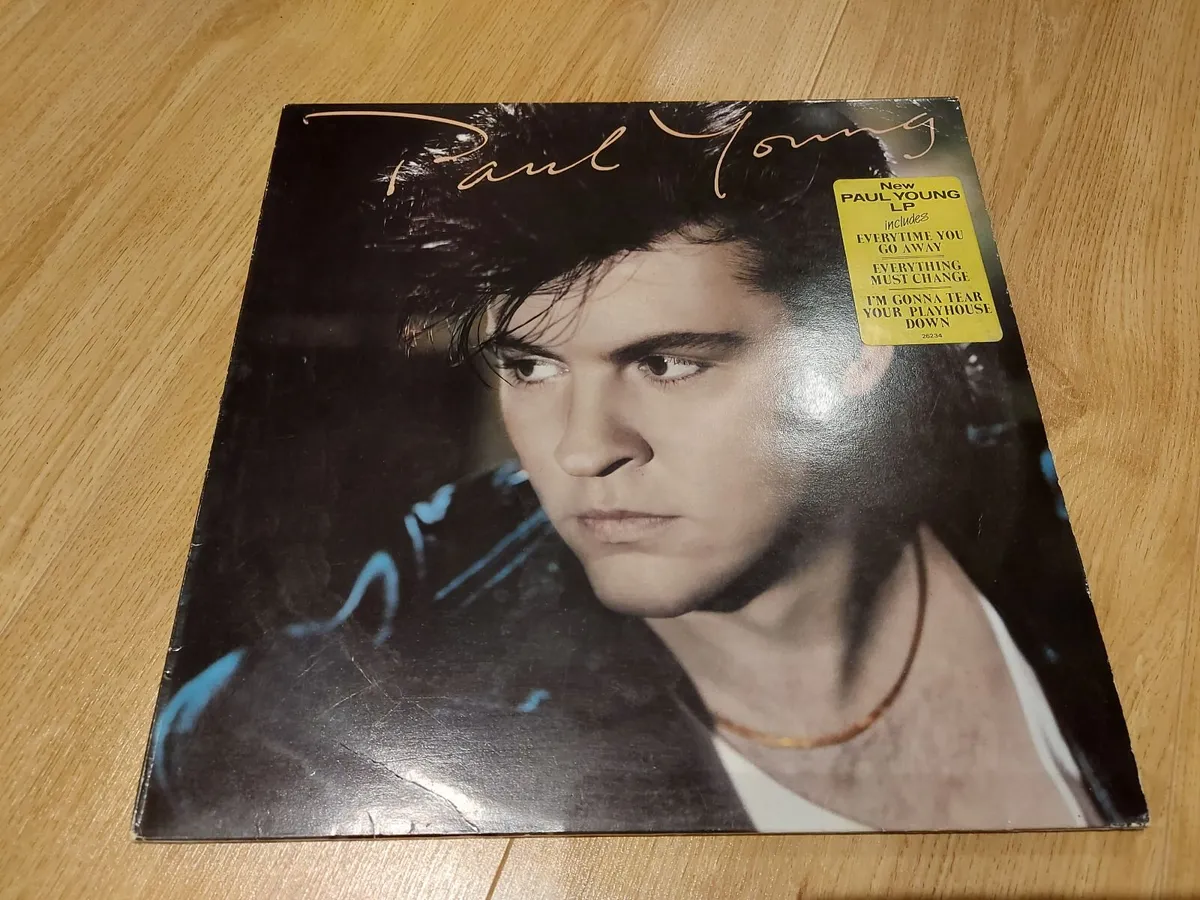 Paul Young
New
PAUL YOUNG
LP
includes
EVERYTIME YOU
GO AWAY
EVERYTHING
MUST CHANGE
I'M GONNA TEAR
YOUR PLAYHOUSE
DOWN
26234